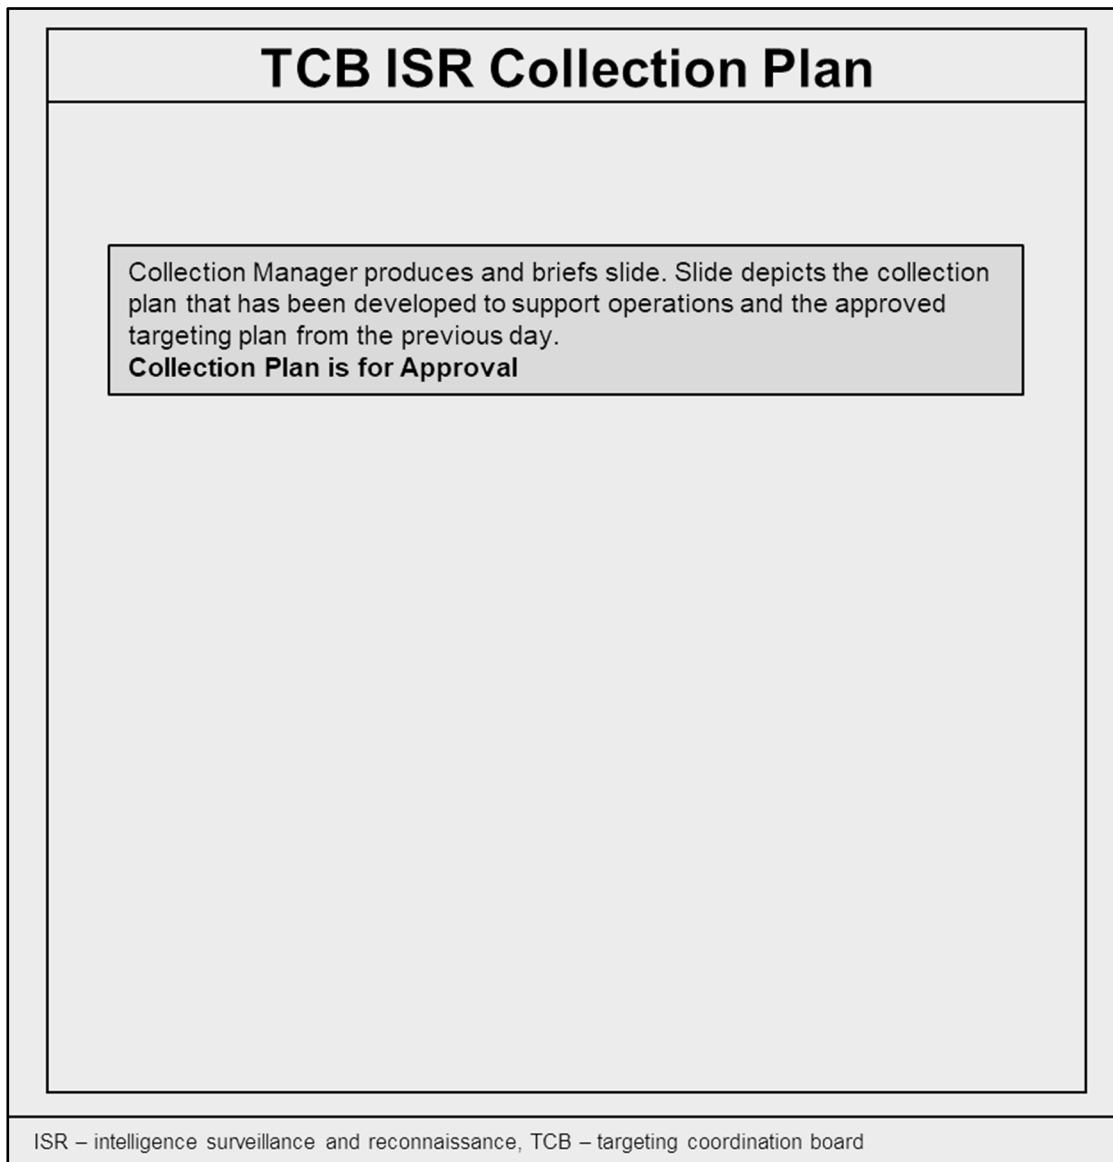 TCB ISR Collection Plan
Collection Manager produces and briefs slide. Slide depicts the collection
plan that has been developed to support operations and the approved
targeting plan from the previous day.
Collection Plan is for Approval
ISR – intelligence surveillance and reconnaissance, TCB – targeting coordination board